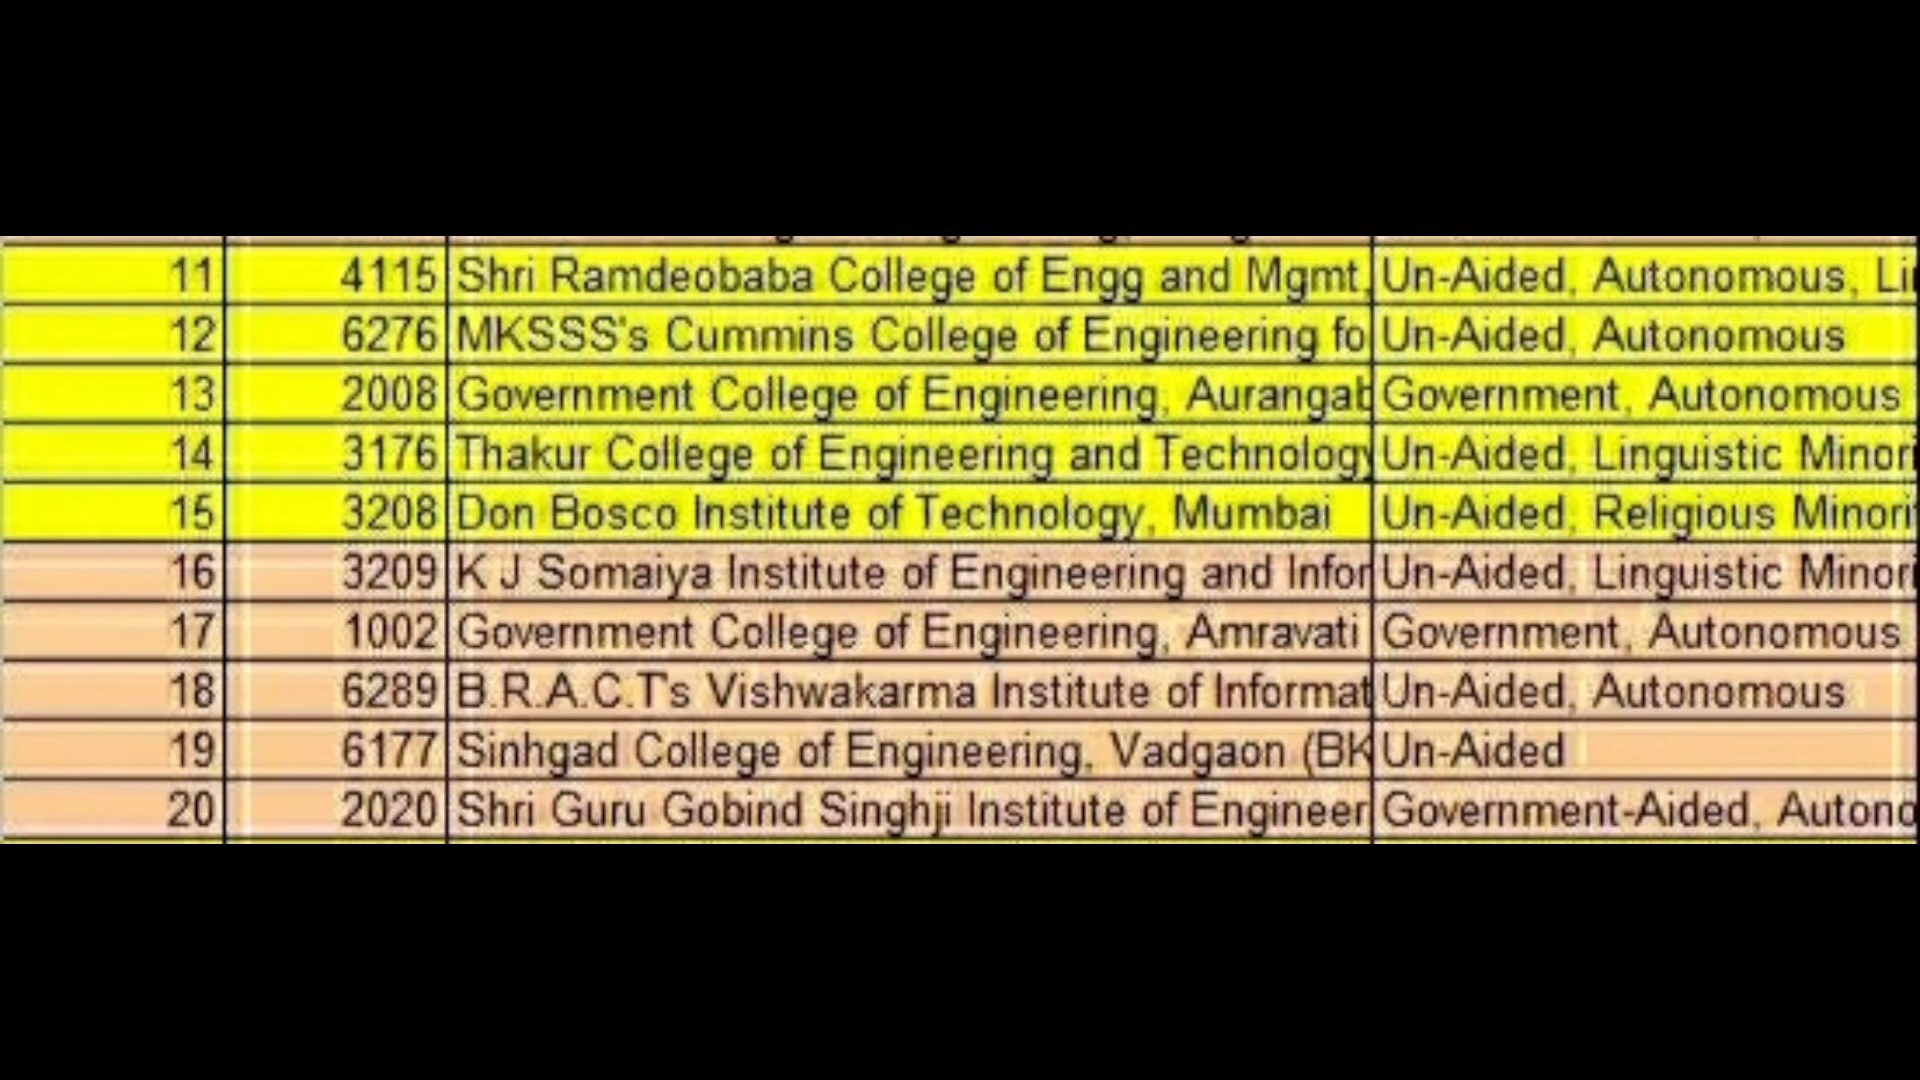 11 4115 Shri Ramdeobaba College of Engg and Mgmt, Un-Aided, Autonomous, Li
12 6276 MKSSS's Cummins College of Engineering fo Un-Aided, Autonomous
13 2008 Government College of Engineering, Aurangab Government, Autonomous
14 3176 Thakur College of Engineering and Technology Un-Aided, Linguistic Minori
15 3208 Don Bosco Institute of Technology, Mumbai Un-Aided, Religious Minori
16 3209 K J Somaiya Institute of Engineering and Infor Un-Aided, Linguistic Minori
17 1002 Government College of Engineering, Amravati Government, Autonomous
18 6289 B.R.A.C.T's Vishwakarma Institute of Informat Un-Aided, Autonomous
19 6177 Sinhgad College of Engineering, Vadgaon (BK Un-Aided
20 2020 Shri Guru Gobind Singhji Institute of Engineer Government-Aided, Autono